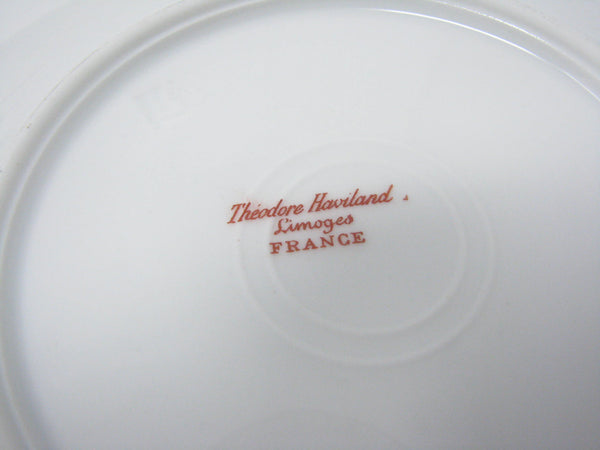 Théodore Haviland
Limoges
FRANCE